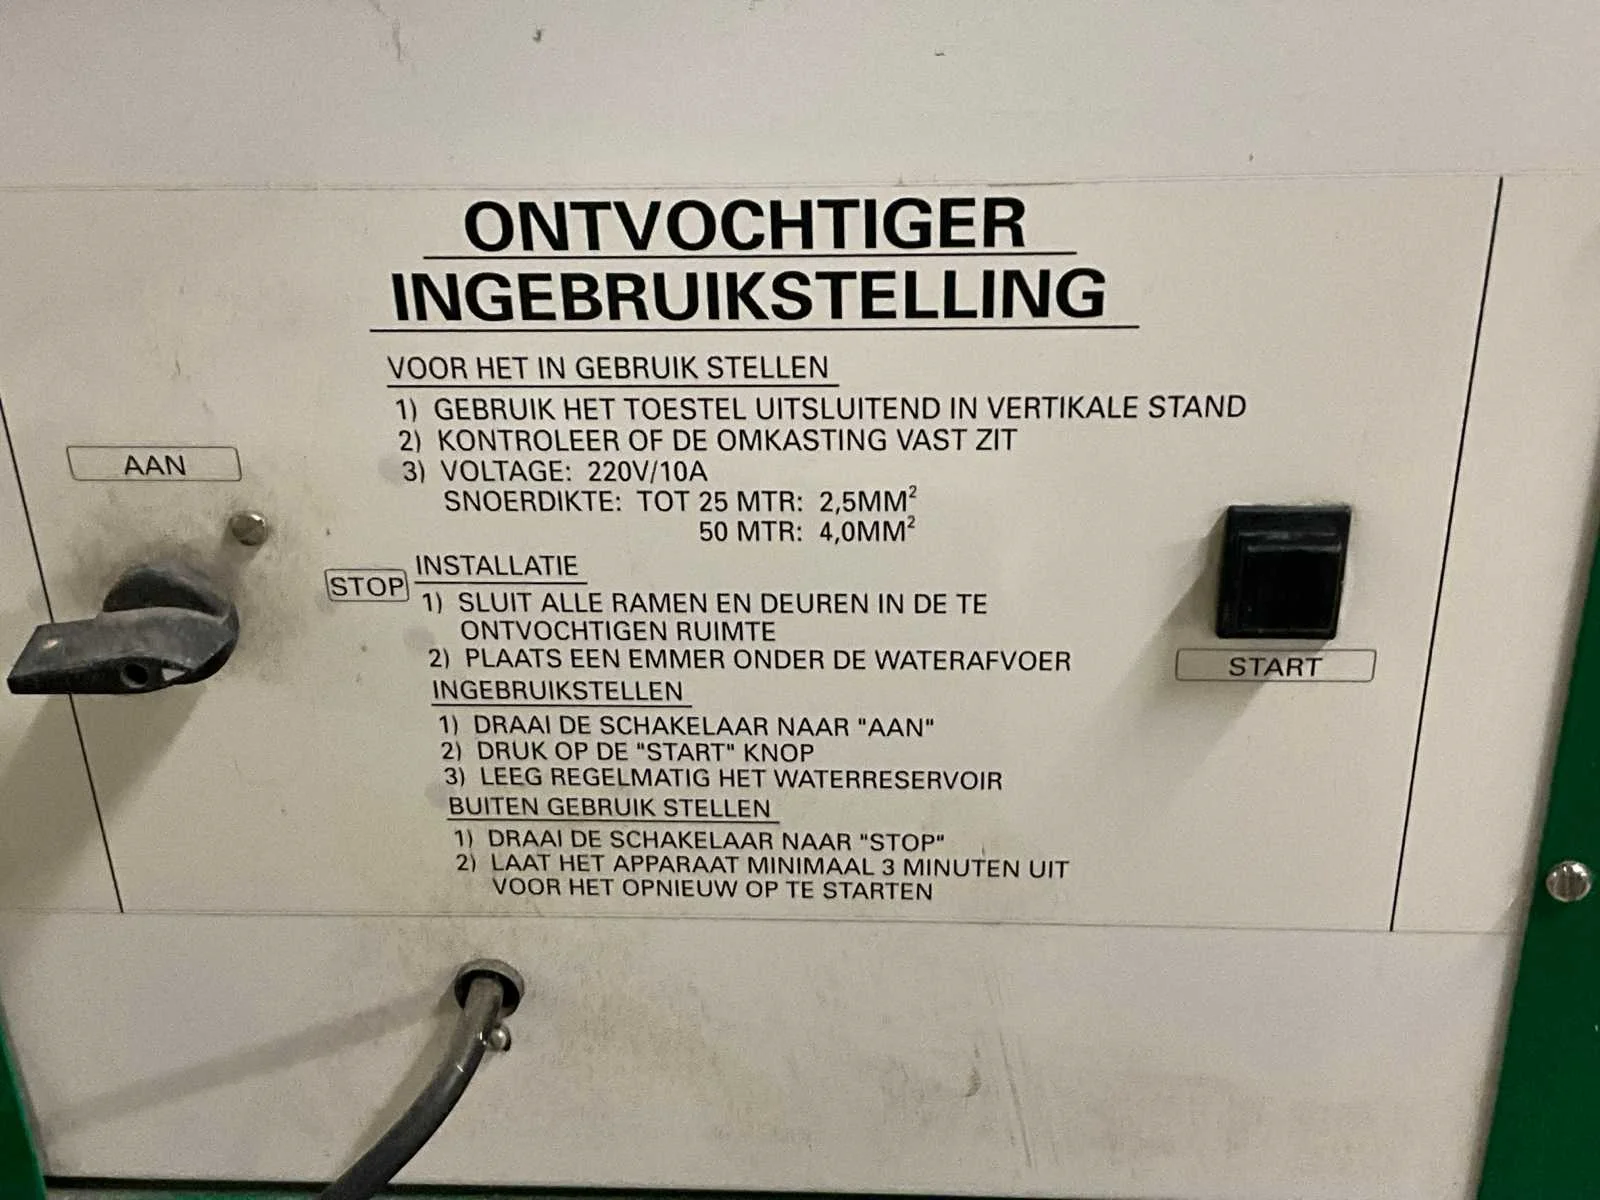 ONTVOCHTIGER
INGEBRUIKSTELLING
VOOR HET IN GEBRUIK STELLEN
1) GEBRUIK HET TOESTEL UITSLUITEND IN VERTIKALE STAND
2) KONTROLEER OF DE OMKASTING VAST ZIT
3) VOLTAGE: 220V/10A
SNOERDIKTE: TOT 25 MTR: 2,5MM²
50 MTR: 4,0MM²
AAN
STOP
INSTALLATIE
1) SLUIT ALLE RAMEN EN DEUREN IN DE TE
ONTVOCHTIGEN RUIMTE
2) PLAATS EEN EMMER ONDER DE WATERAFVOER
START
INGEBRUIKSTELLEN
1) DRAAI DE SCHAKELAAR NAAR "AAN"
2) DRUK OP DE "START" KNOP
3) LEEG REGELMATIG HET WATERRESERVOIR
BUITEN GEBRUIK STELLEN
1) DRAAI DE SCHAKELAAR NAAR "STOP"
2) LAAT HET APPARAAT MINIMAAL 3 MINUTEN UIT
VOOR HET OPNIEUW OP TE STARTEN